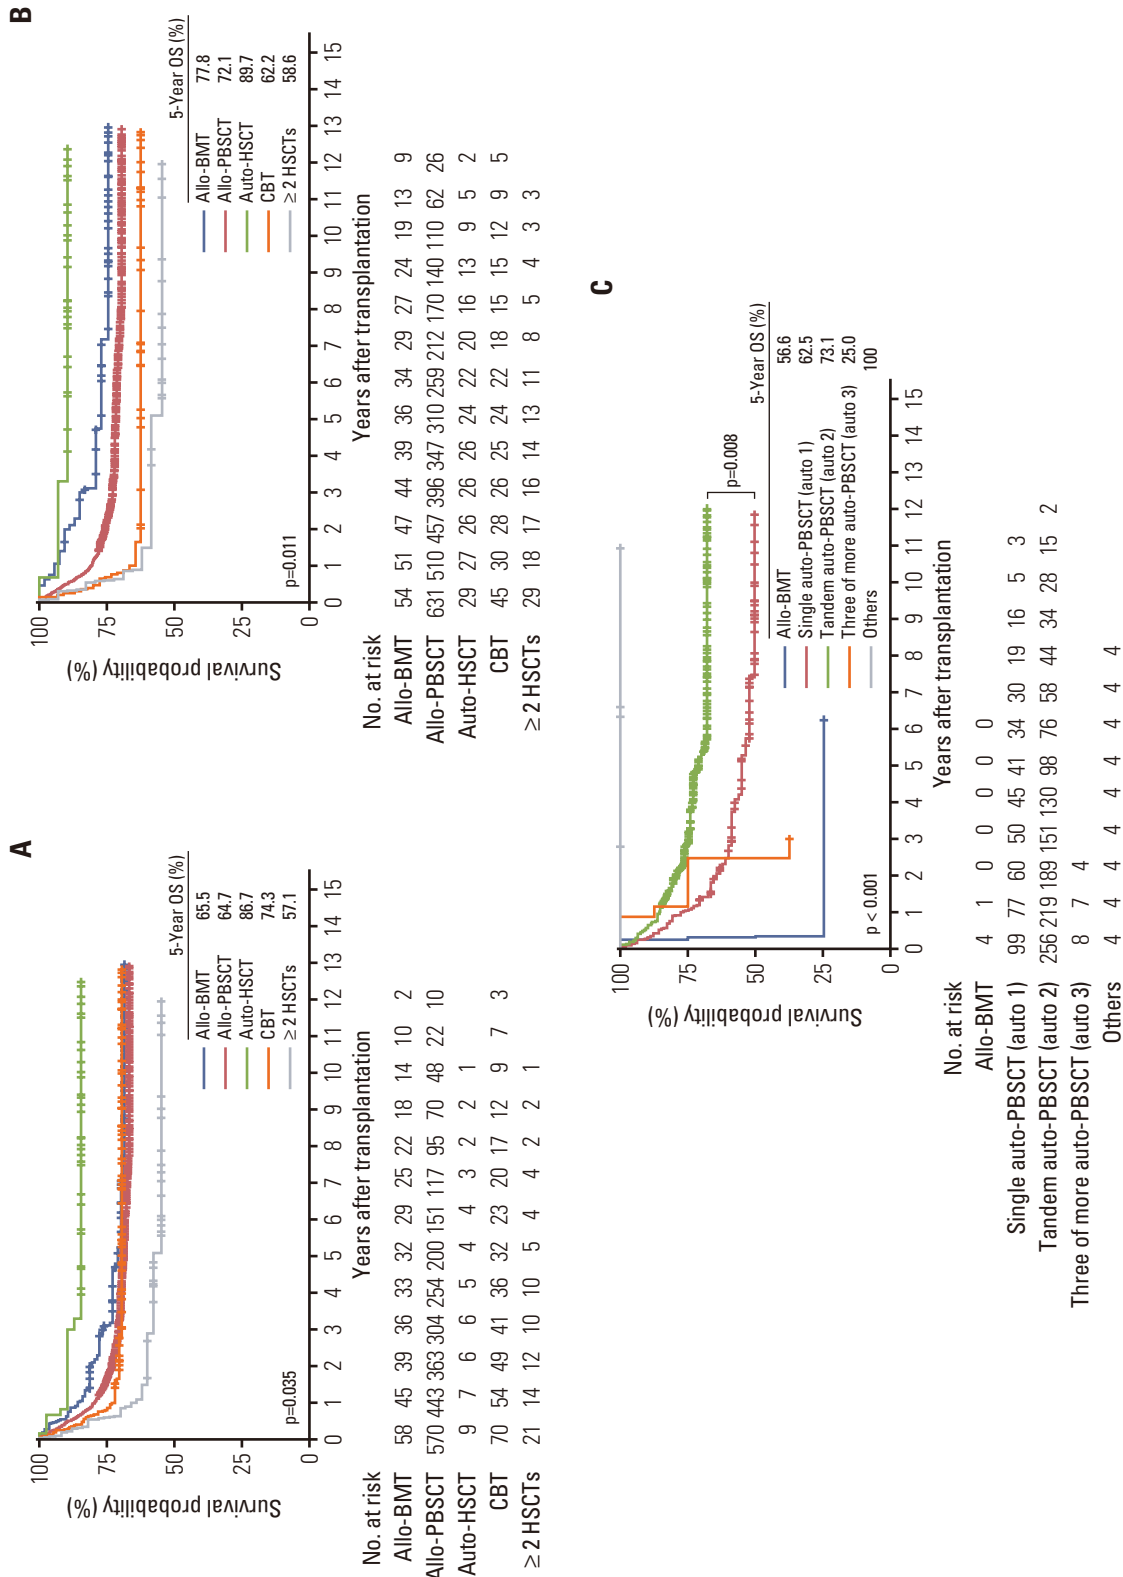 A
100
75
50
25
0
Survival probability (%)
p=0.035
5-Year OS (%)
Allo-BMT 65.5
Allo-PBSCT 64.7
Auto-HSCT 86.7
CBT 74.3
≥ 2 HSCTs 57.1
0 1 2 3 4 5 6 7 8 9 10 11 12 13 14 15
Years after transplantation
No. at risk
Allo-BMT 58 45 39 36 33 32 29 25 22 18 14 10 2
Allo-PBSCT 570 443 363 304 254 200 151 117 95 70 48 22 10
Auto-HSCT 9 7 6 6 5 4 4 3 2 2 1
CBT 70 54 49 41 36 32 23 20 17 12 9 7 3
≥ 2 HSCTs 21 14 12 10 10 5 4 4 2 2 1
B
100
75
50
25
0
Survival probability (%)
p=0.011
5-Year OS (%)
Allo-BMT 77.8
Allo-PBSCT 72.1
Auto-HSCT 89.7
CBT 62.2
≥ 2 HSCTs 58.6
0 1 2 3 4 5 6 7 8 9 10 11 12 13 14 15
Years after transplantation
No. at risk
Allo-BMT 54 51 47 44 39 36 34 29 27 24 19 13 9
Allo-PBSCT 631 510 457 396 347 310 259 212 170 140 110 62 26
Auto-HSCT 29 27 26 26 26 24 22 20 16 13 9 5 2
CBT 45 30 28 26 25 24 22 18 15 15 12 9 5
≥ 2 HSCTs 29 18 17 16 14 13 11 8 5 4 3 3
C
100
75
50
25
0
Survival probability (%)
p < 0.001
p=0.008
5-Year OS (%)
Allo-BMT 56.6
Single auto-PBSCT (auto 1) 62.5
Tandem auto-PBSCT (auto 2) 73.1
Three of more auto-PBSCT (auto 3) 25.0
Others 100
0 1 2 3 4 5 6 7 8 9 10 11 12 13 14 15
Years after transplantation
No. at risk
Allo-BMT 4 1 0 0 0 0 0
Single auto-PBSCT (auto 1) 99 77 60 50 45 41 34 30 19 16 5 3
Tandem auto-PBSCT (auto 2) 256 219 189 151 130 98 76 58 44 34 28 15 2
Three of more auto-PBSCT (auto 3) 8 7 4
Others 4 4 4 4 4 4 4 4 4